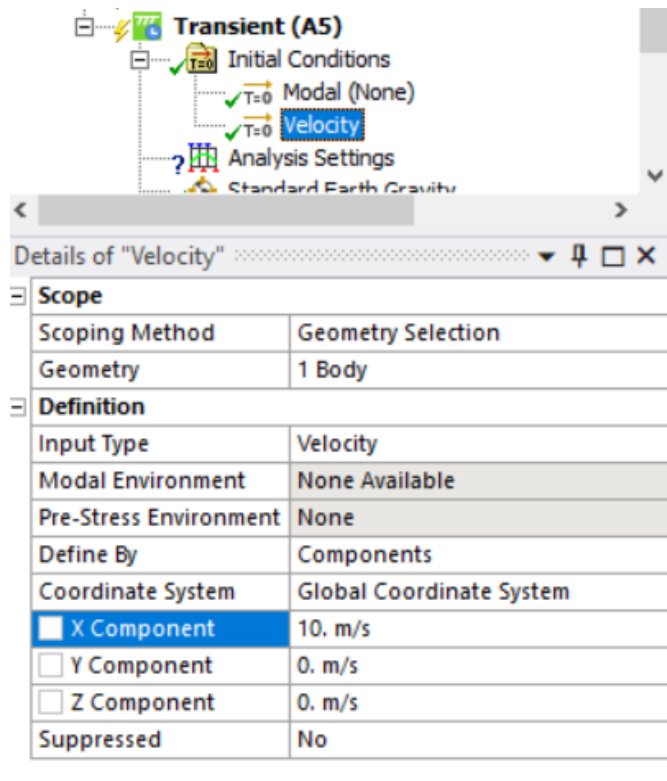 Transient (A5)
Initial Conditions
T=0 Modal (None)
T=0 Velocity
? Analysis Settings
Standard Earth Gravity
Details of "Velocity"
Scope
Scoping Method Geometry Selection
Geometry 1 Body
Definition
Input Type Velocity
Modal Environment None Available
Pre-Stress Environment None
Define By Components
Coordinate System Global Coordinate System
X Component 10. m/s
Y Component 0. m/s
Z Component 0. m/s
Suppressed No